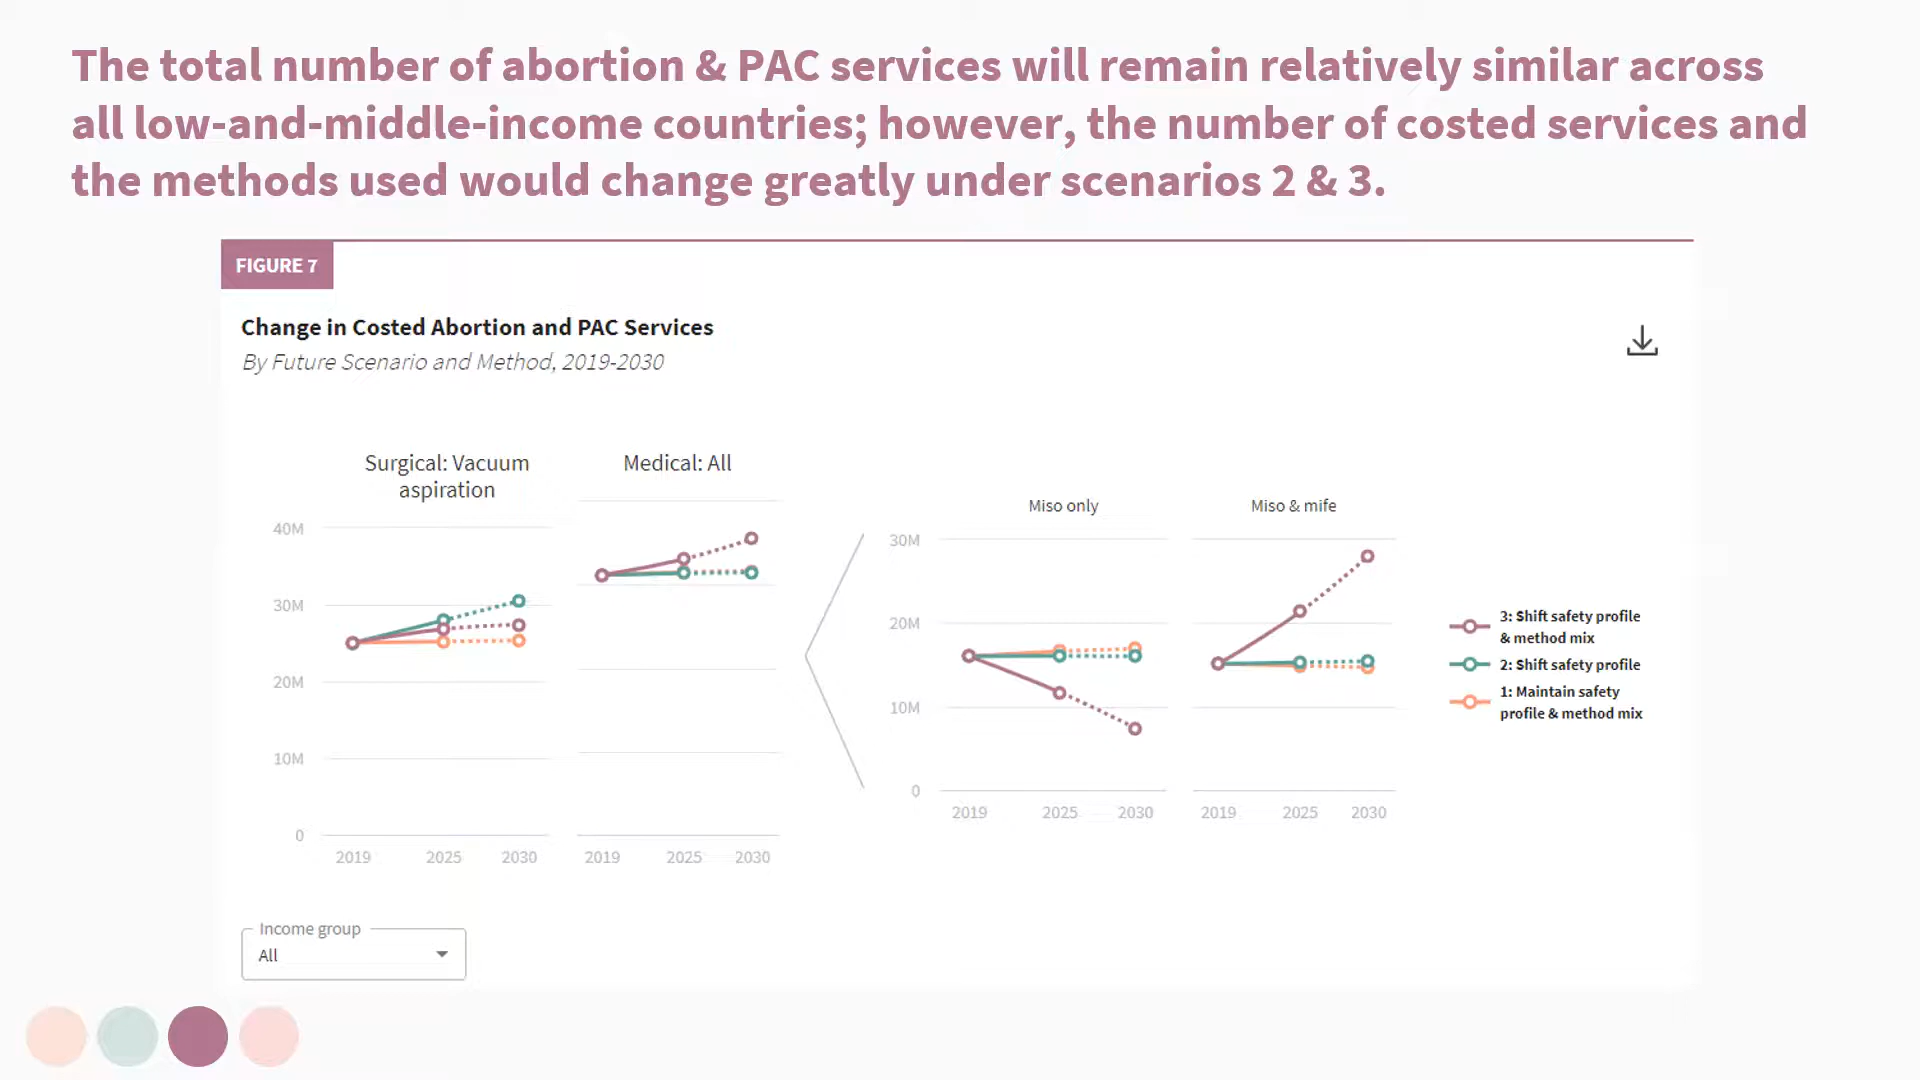 The total number of abortion & PAC services will remain relatively similar across
all low-and-middle-income countries; however, the number of costed services and
the methods used would change greatly under scenarios 2 & 3.
FIGURE 7
Change in Costed Abortion and PAC Services
By Future Scenario and Method, 2019-2030
Surgical: Vacuum
aspiration
40M
30M
20M
10M
0
2019 2025 2030
Medical: All
2019 2025 2030
Miso only
30M
20M
10M
0
2019 2025 2030
Miso & mife
2019 2025 2030
3: Shift safety profile
& method mix
2: Shift safety profile
1: Maintain safety
profile & method mix
Income group
All